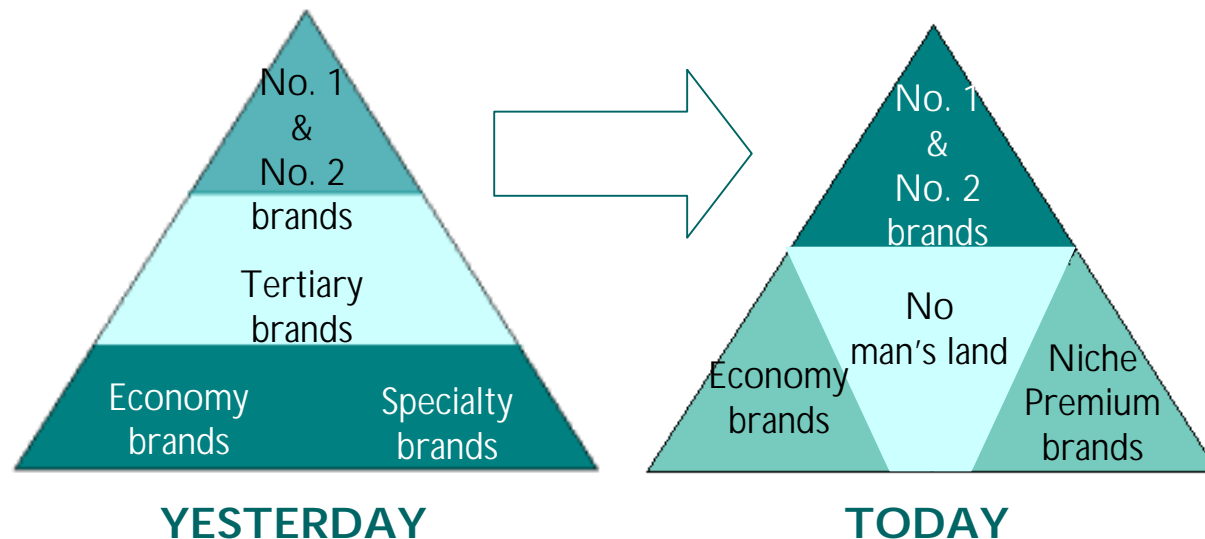 No. 1
&
No. 2
brands
Tertiary
brands
Economy
brands
Specialty
brands
YESTERDAY
No. 1
&
No. 2
brands
No
man's land
Economy
brands
Niche
Premium
brands
TODAY